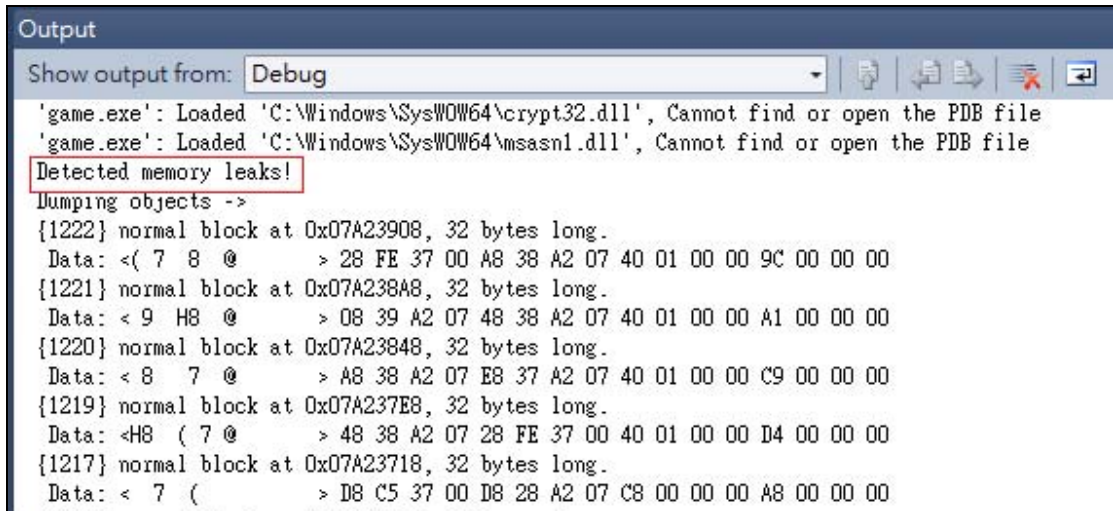 Output
Show output from: Debug
'game.exe': Loaded 'C:\Windows\SysWOW64\crypt32.dll', Cannot find or open the PDB file
'game.exe': Loaded 'C:\Windows\SysWOW64\msasn1.dll', Cannot find or open the PDB file
Detected memory leaks!
Dumping objects ->
{1222} normal block at 0x07A23908, 32 bytes long.
Data: <( 7  8  @       > 28 FE 37 00 A8 38 A2 07 40 01 00 00 9C 00 00 00
{1221} normal block at 0x07A238A8, 32 bytes long.
Data: < 9  H8  @       > 08 39 A2 07 48 38 A2 07 40 01 00 00 A1 00 00 00
{1220} normal block at 0x07A23848, 32 bytes long.
Data: < 8   7  @       > A8 38 A2 07 E8 37 A2 07 40 01 00 00 C9 00 00 00
{1219} normal block at 0x07A237E8, 32 bytes long.
Data: <H8  ( 7 @       > 48 38 A2 07 28 FE 37 00 40 01 00 00 D4 00 00 00
{1217} normal block at 0x07A23718, 32 bytes long.
Data: <  7  (          > D8 C5 37 00 D8 28 A2 07 C8 00 00 00 A8 00 00 00